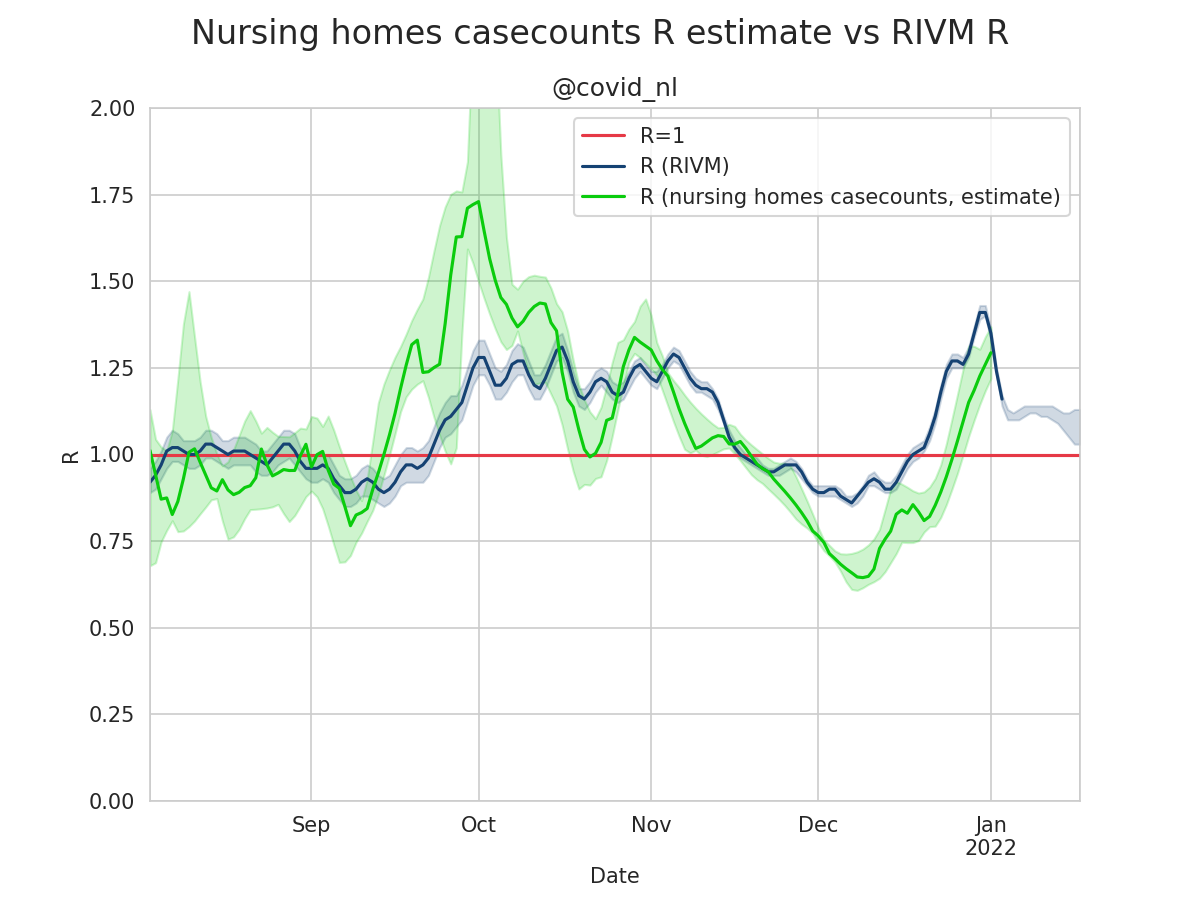 Nursing homes casecounts R estimate vs RIVM R
@covid_nl
R=1
R (RIVM)
R (nursing homes casecounts, estimate)
2.00
1.75
1.50
1.25
1.00
0.75
0.50
0.25
0.00
R
Sep
Oct
Nov
Dec
Jan
2022
Date